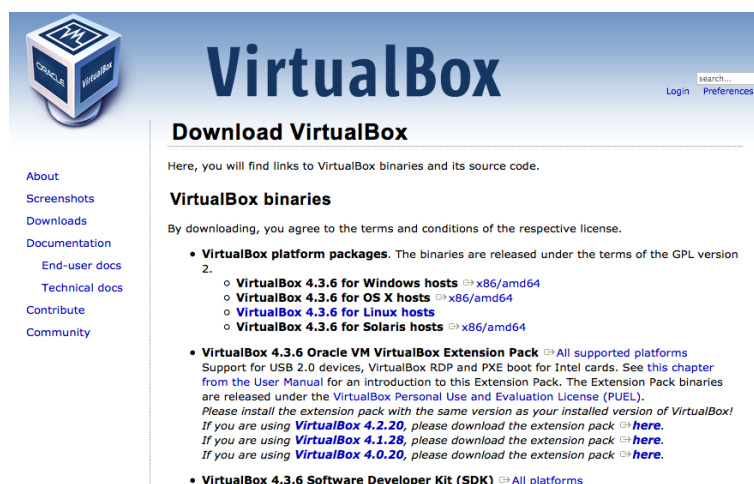 ORACLE
VirtualBox
VirtualBox
search...
Login Preferences
Download VirtualBox
Here, you will find links to VirtualBox binaries and its source code.
About
Screenshots
Downloads
Documentation
End-user docs
Technical docs
Contribute
Community
VirtualBox binaries
By downloading, you agree to the terms and conditions of the respective license.
• VirtualBox platform packages. The binaries are released under the terms of the GPL version
2.
○ VirtualBox 4.3.6 for Windows hosts x86/amd64
○ VirtualBox 4.3.6 for OS X hosts x86/amd64
○ VirtualBox 4.3.6 for Linux hosts
○ VirtualBox 4.3.6 for Solaris hosts x86/amd64
• VirtualBox 4.3.6 Oracle VM VirtualBox Extension Pack All supported platforms
Support for USB 2.0 devices, VirtualBox RDP and PXE boot for Intel cards. See this chapter
from the User Manual for an introduction to this Extension Pack. The Extension Pack binaries
are released under the VirtualBox Personal Use and Evaluation License (PUEL).
Please install the extension pack with the same version as your installed version of VirtualBox!
If you are using VirtualBox 4.2.20, please download the extension pack here.
If you are using VirtualBox 4.1.28, please download the extension pack here.
If you are using VirtualBox 4.0.20, please download the extension pack here.
• VirtualBox 4.3.6 Software Developer Kit (SDK) All platforms